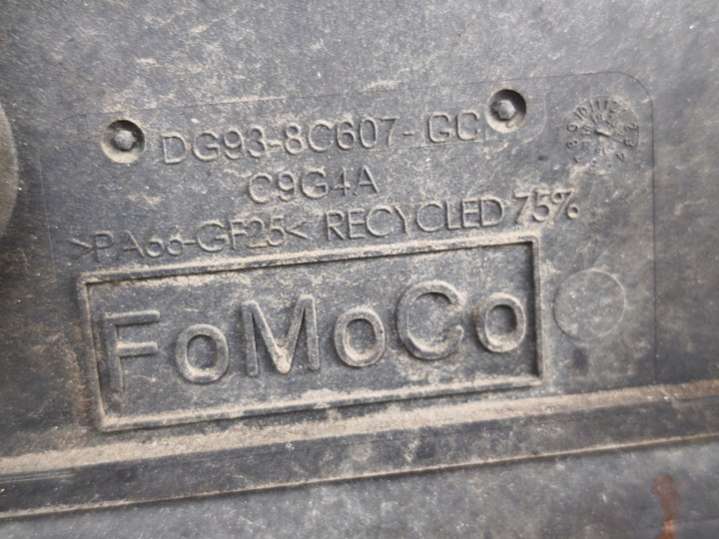 DG93-8C607-GC
C9G4A
>PA66-GF25< RECYCLED 75%
FoMoCo